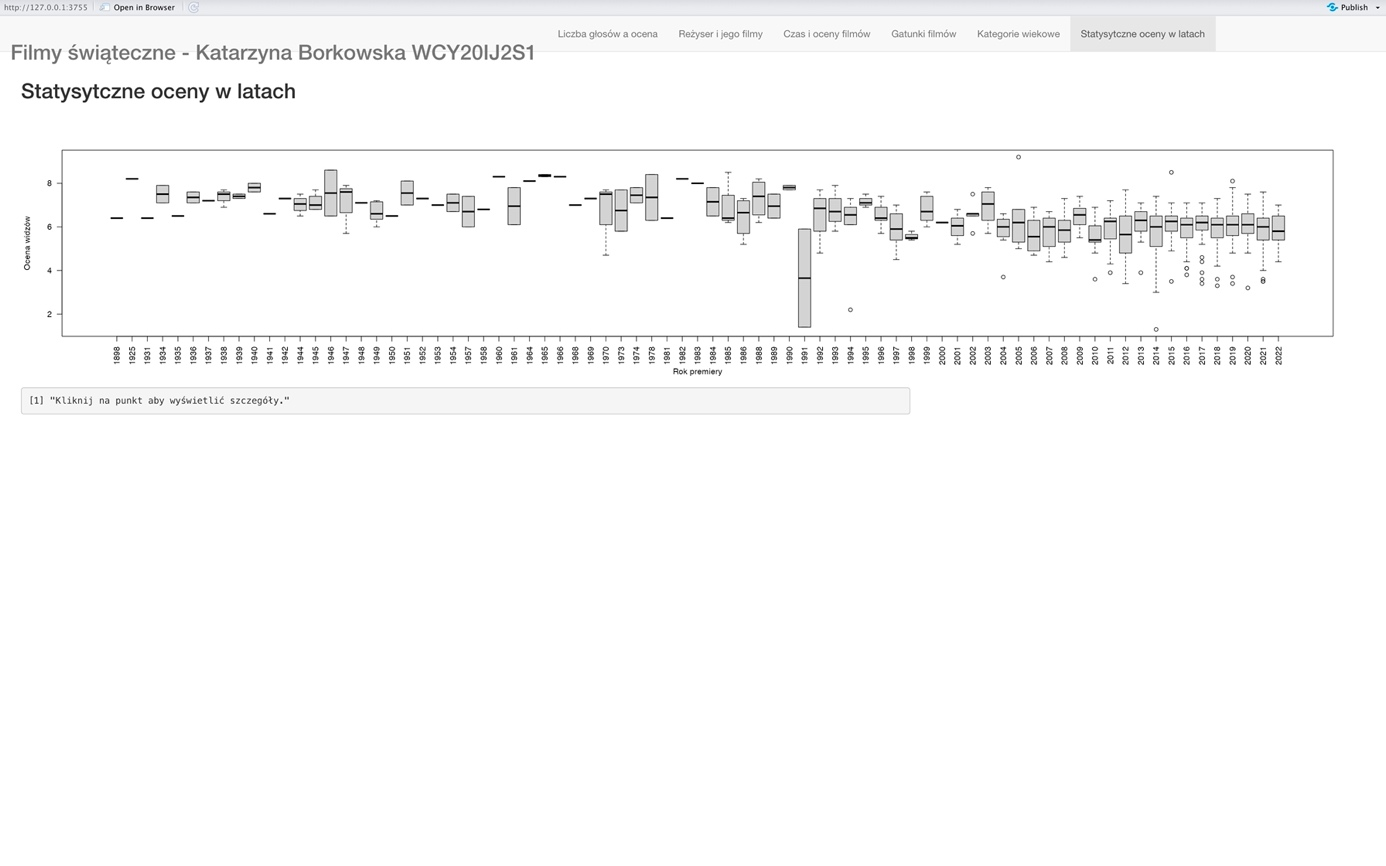 http://127.0.0.1:3755 Open in Browser Publish
Liczba głosów a ocena Reżyser i jego filmy Czas i oceny filmów Gatunki filmów Kategorie wiekowe Statysytczne oceny w latach
Filmy świąteczne - Katarzyna Borkowska WCY20IJ2S1
Statysytczne oceny w latach
8
6
4
2
Ocena widzów
1898 1925 1931 1934 1935 1936 1937 1938 1939 1940 1941 1942 1944 1945 1946 1947 1948 1949 1950 1951 1952 1953 1954 1957 1958 1960 1961 1964 1965 1966 1968 1969 1970 1973 1974 1978 1981 1982 1983 1984 1985 1986 1988 1989 1990 1991 1992 1993 1994 1995 1996 1997 1998 1999 2000 2001 2002 2003 2004 2005 2006 2007 2008 2009 2010 2011 2012 2013 2014 2015 2016 2017 2018 2019 2020 2021 2022
Rok premiery
[1] "Kliknij na punkt aby wyświetlić szczegóły."